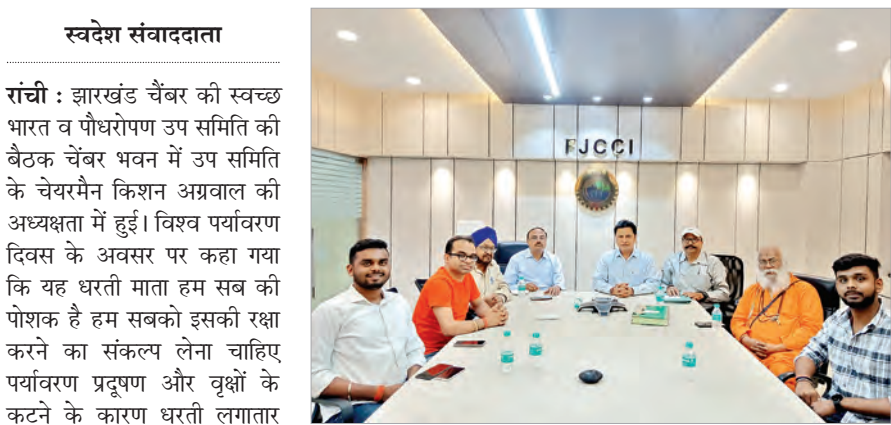 स्वदेश संवाददाता
रांची : झारखंड चैंबर की स्वच्छ
भारत व पौधरोपण उप समिति की
बैठक चेंबर भवन में उप समिति
के चेयरमैन किशन अग्रवाल की
अध्यक्षता में हुई। विश्व पर्यावरण
दिवस के अवसर पर कहा गया
कि यह धरती माता हम सब की
पोशक है हम सबको इसकी रक्षा
करने का संकल्प लेना चाहिए
पर्यावरण प्रदूषण और वृक्षों के
कटने के कारण धरती लगातार
FJCCI